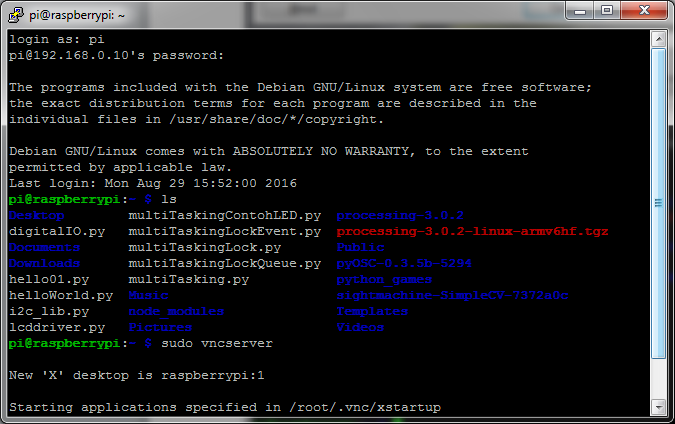 pi@raspberrypi: ~
login as: pi
pi@192.168.0.10's password:
The programs included with the Debian GNU/Linux system are free software;
the exact distribution terms for each program are described in the
individual files in /usr/share/doc/*/copyright.
Debian GNU/Linux comes with ABSOLUTELY NO WARRANTY, to the extent
permitted by applicable law.
Last login: Mon Aug 29 15:52:00 2016
pi@raspberrypi:~ $ ls
Desktop multiTaskingContohLED.py processing-3.0.2
digitalIO.py multiTaskingLockEvent.py processing-3.0.2-linux-armv6hf.tgz
Documents multiTaskingLock.py Public
Downloads multiTaskingLockQueue.py pyOSC-0.3.5b-5294
hello01.py multiTasking.py python_games
helloWorld.py Music sightmachine-SimpleCV-7372a0c
i2c_lib.py node_modules Templates
lcddriver.py Pictures Videos
pi@raspberrypi:~ $ sudo vncserver
New 'X' desktop is raspberrypi:1
Starting applications specified in /root/.vnc/xstartup